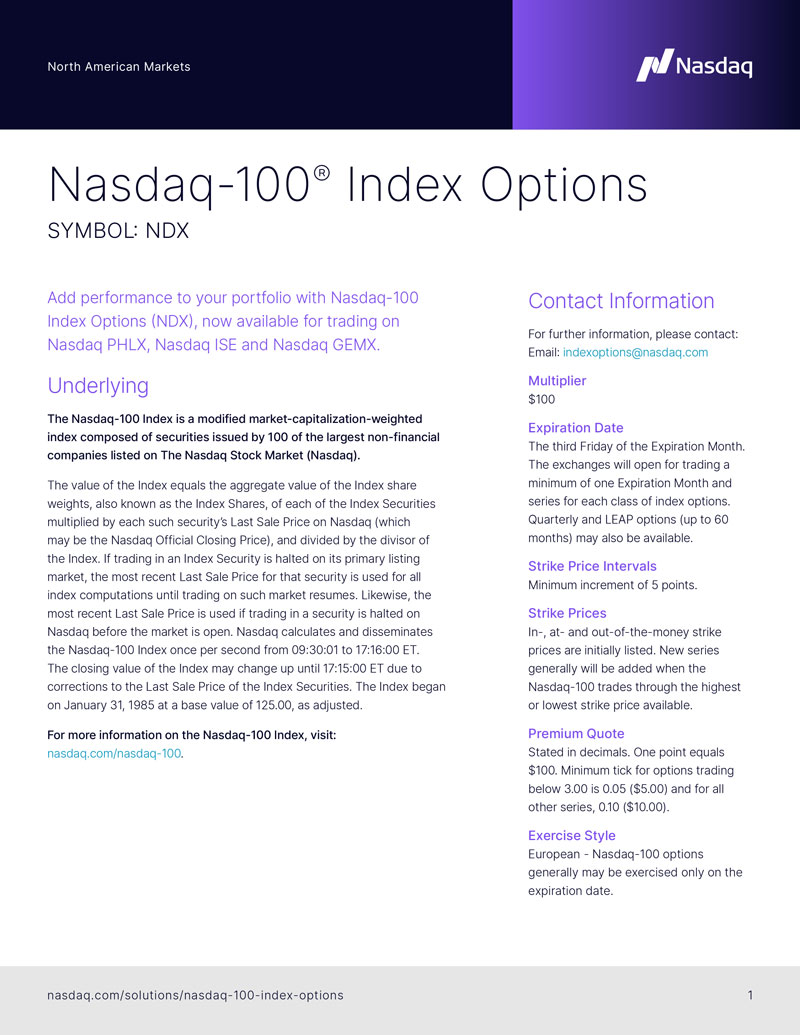 North American Markets
Nasdaq
Nasdaq-100® Index Options
SYMBOL: NDX
Add performance to your portfolio with Nasdaq-100
Index Options (NDX), now available for trading on
Nasdaq PHLX, Nasdaq ISE and Nasdaq GEMX.
Underlying
The Nasdaq-100 Index is a modified market-capitalization-weighted
index composed of securities issued by 100 of the largest non-financial
companies listed on The Nasdaq Stock Market (Nasdaq).
The value of the Index equals the aggregate value of the Index share
weights, also known as the Index Shares, of each of the Index Securities
multiplied by each such security’s Last Sale Price on Nasdaq (which
may be the Nasdaq Official Closing Price), and divided by the divisor of
the Index. If trading in an Index Security is halted on its primary listing
market, the most recent Last Sale Price for that security is used for all
index computations until trading on such market resumes. Likewise, the
most recent Last Sale Price is used if trading in a security is halted on
Nasdaq before the market is open. Nasdaq calculates and disseminates
the Nasdaq-100 Index once per second from 09:30:01 to 17:16:00 ET.
The closing value of the Index may change up until 17:15:00 ET due to
corrections to the Last Sale Price of the Index Securities. The Index began
on January 31, 1985 at a base value of 125.00, as adjusted.
For more information on the Nasdaq-100 Index, visit:
nasdaq.com/nasdaq-100.
Contact Information
For further information, please contact:
Email: indexoptions@nasdaq.com
Multiplier
$100
Expiration Date
The third Friday of the Expiration Month.
The exchanges will open for trading a
minimum of one Expiration Month and
series for each class of index options.
Quarterly and LEAP options (up to 60
months) may also be available.
Strike Price Intervals
Minimum increment of 5 points.
Strike Prices
In-, at- and out-of-the-money strike
prices are initially listed. New series
generally will be added when the
Nasdaq-100 trades through the highest
or lowest strike price available.
Premium Quote
Stated in decimals. One point equals
$100. Minimum tick for options trading
below 3.00 is 0.05 ($5.00) and for all
other series, 0.10 ($10.00).
Exercise Style
European - Nasdaq-100 options
generally may be exercised only on the
expiration date.
nasdaq.com/solutions/nasdaq-100-index-options
1